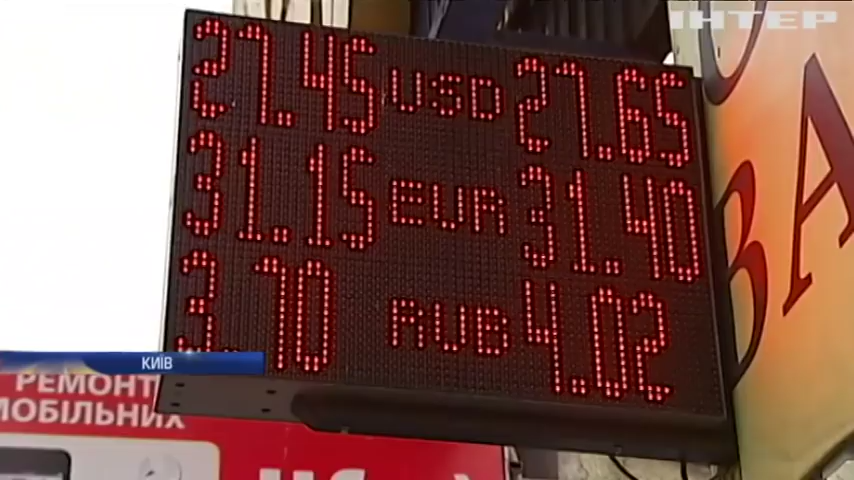 ІНТЕР
27.45 USD 27.65
31.15 EUR 31.40
3.70 RUB 4.02
КИЇВ
РЕМОНТ
МОБІЛЬНИХ